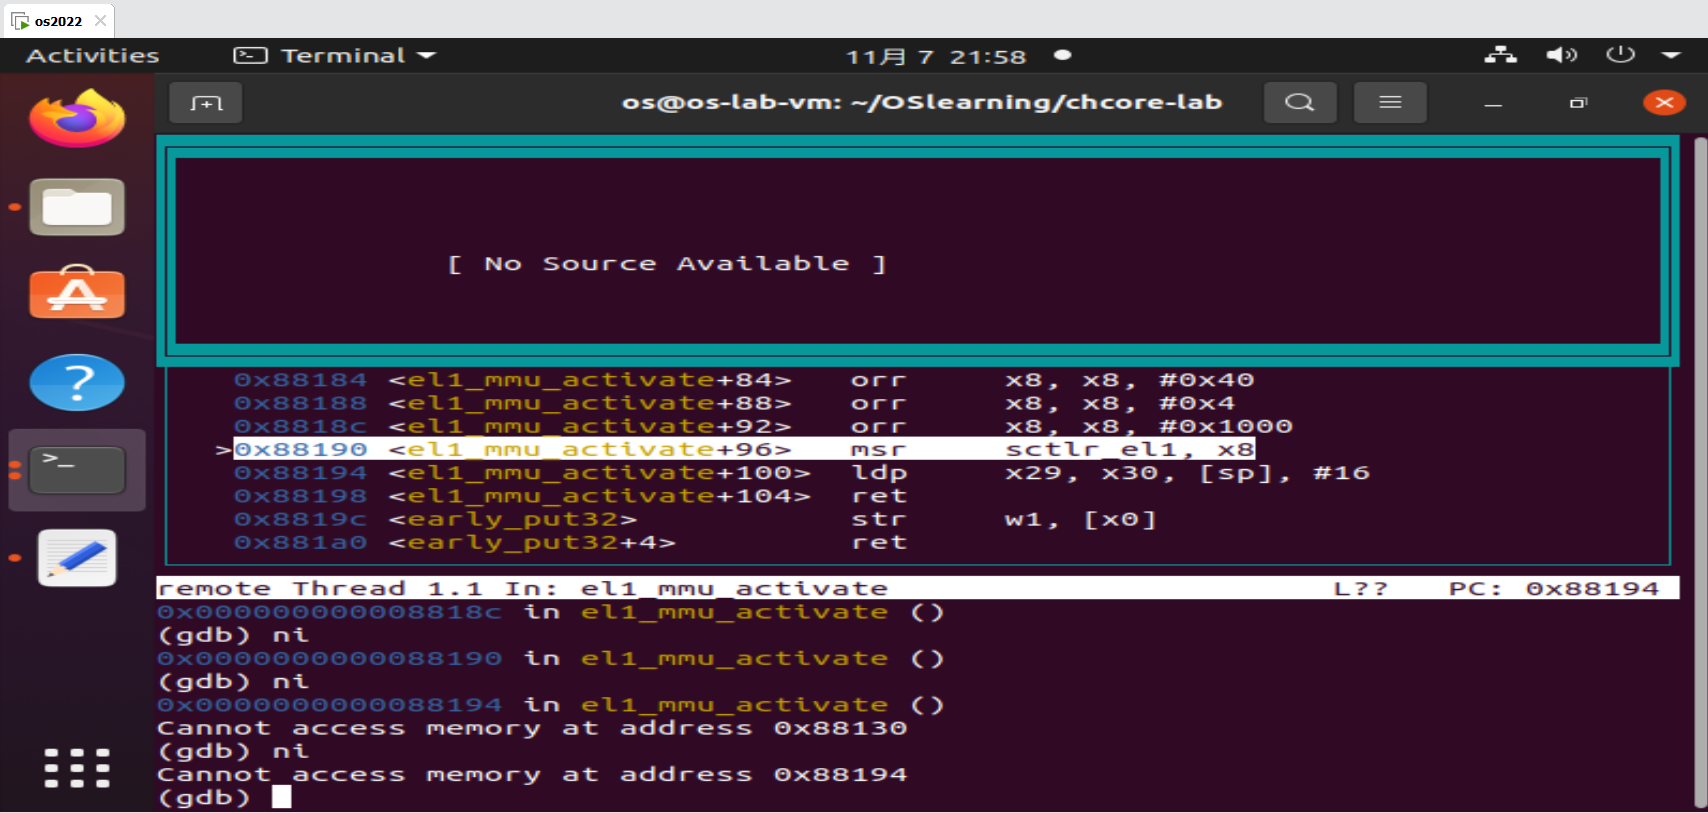 os2022
Activities Terminal 11月 7 21:58
os@os-lab-vm: ~/OSlearning/chcore-lab
[ No Source Available ]
0x88184 <el1_mmu_activate+84> orr x8, x8, #0x40
0x88188 <el1_mmu_activate+88> orr x8, x8, #0x4
0x8818c <el1_mmu_activate+92> orr x8, x8, #0x1000
>0x88190 <el1_mmu_activate+96> msr sctlr_el1, x8
0x88194 <el1_mmu_activate+100> ldp x29, x30, [sp], #16
0x88198 <el1_mmu_activate+104> ret
0x8819c <early_put32> str w1, [x0]
0x881a0 <early_put32+4> ret
remote Thread 1.1 In: el1_mmu_activate L?? PC: 0x88194
0x000000000008818c in el1_mmu_activate ()
(gdb) ni
0x0000000000088190 in el1_mmu_activate ()
(gdb) ni
0x0000000000088194 in el1_mmu_activate ()
Cannot access memory at address 0x88130
(gdb) ni
Cannot access memory at address 0x88194
(gdb)